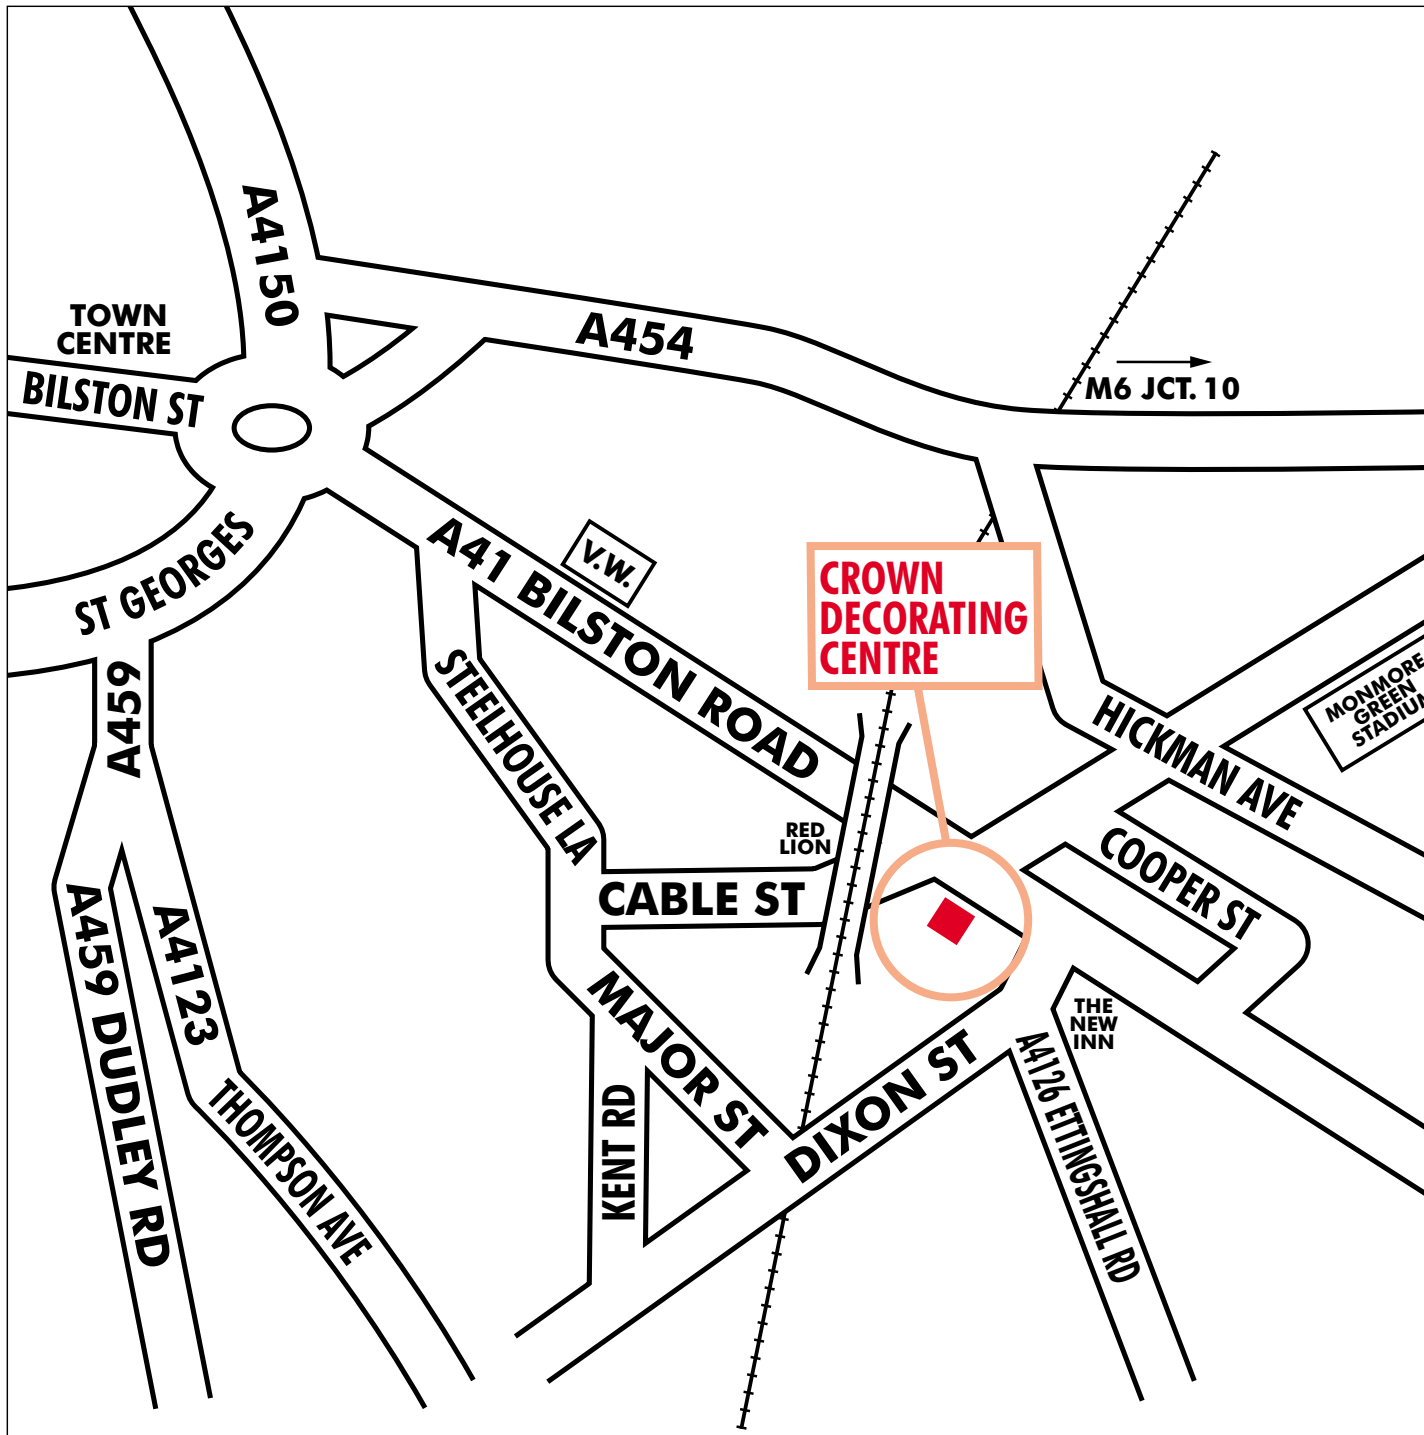 A4150
TOWN
CENTRE
BILSTON ST
A454
M6 JCT. 10
ST GEORGES
A459
A41 BILSTON ROAD
V.W.
CROWN
DECORATING
CENTRE
MONMORE
GREEN
STADIUM
HICKMAN AVE
STEELHOUSE LA
RED
LION
CABLE ST
COOPER ST
A459 DUDLEY RD
A4123
THOMPSON AVE
MAJOR ST
KENT RD
DIXON ST
THE
NEW
INN
A4126 ETTINGSHALL RD